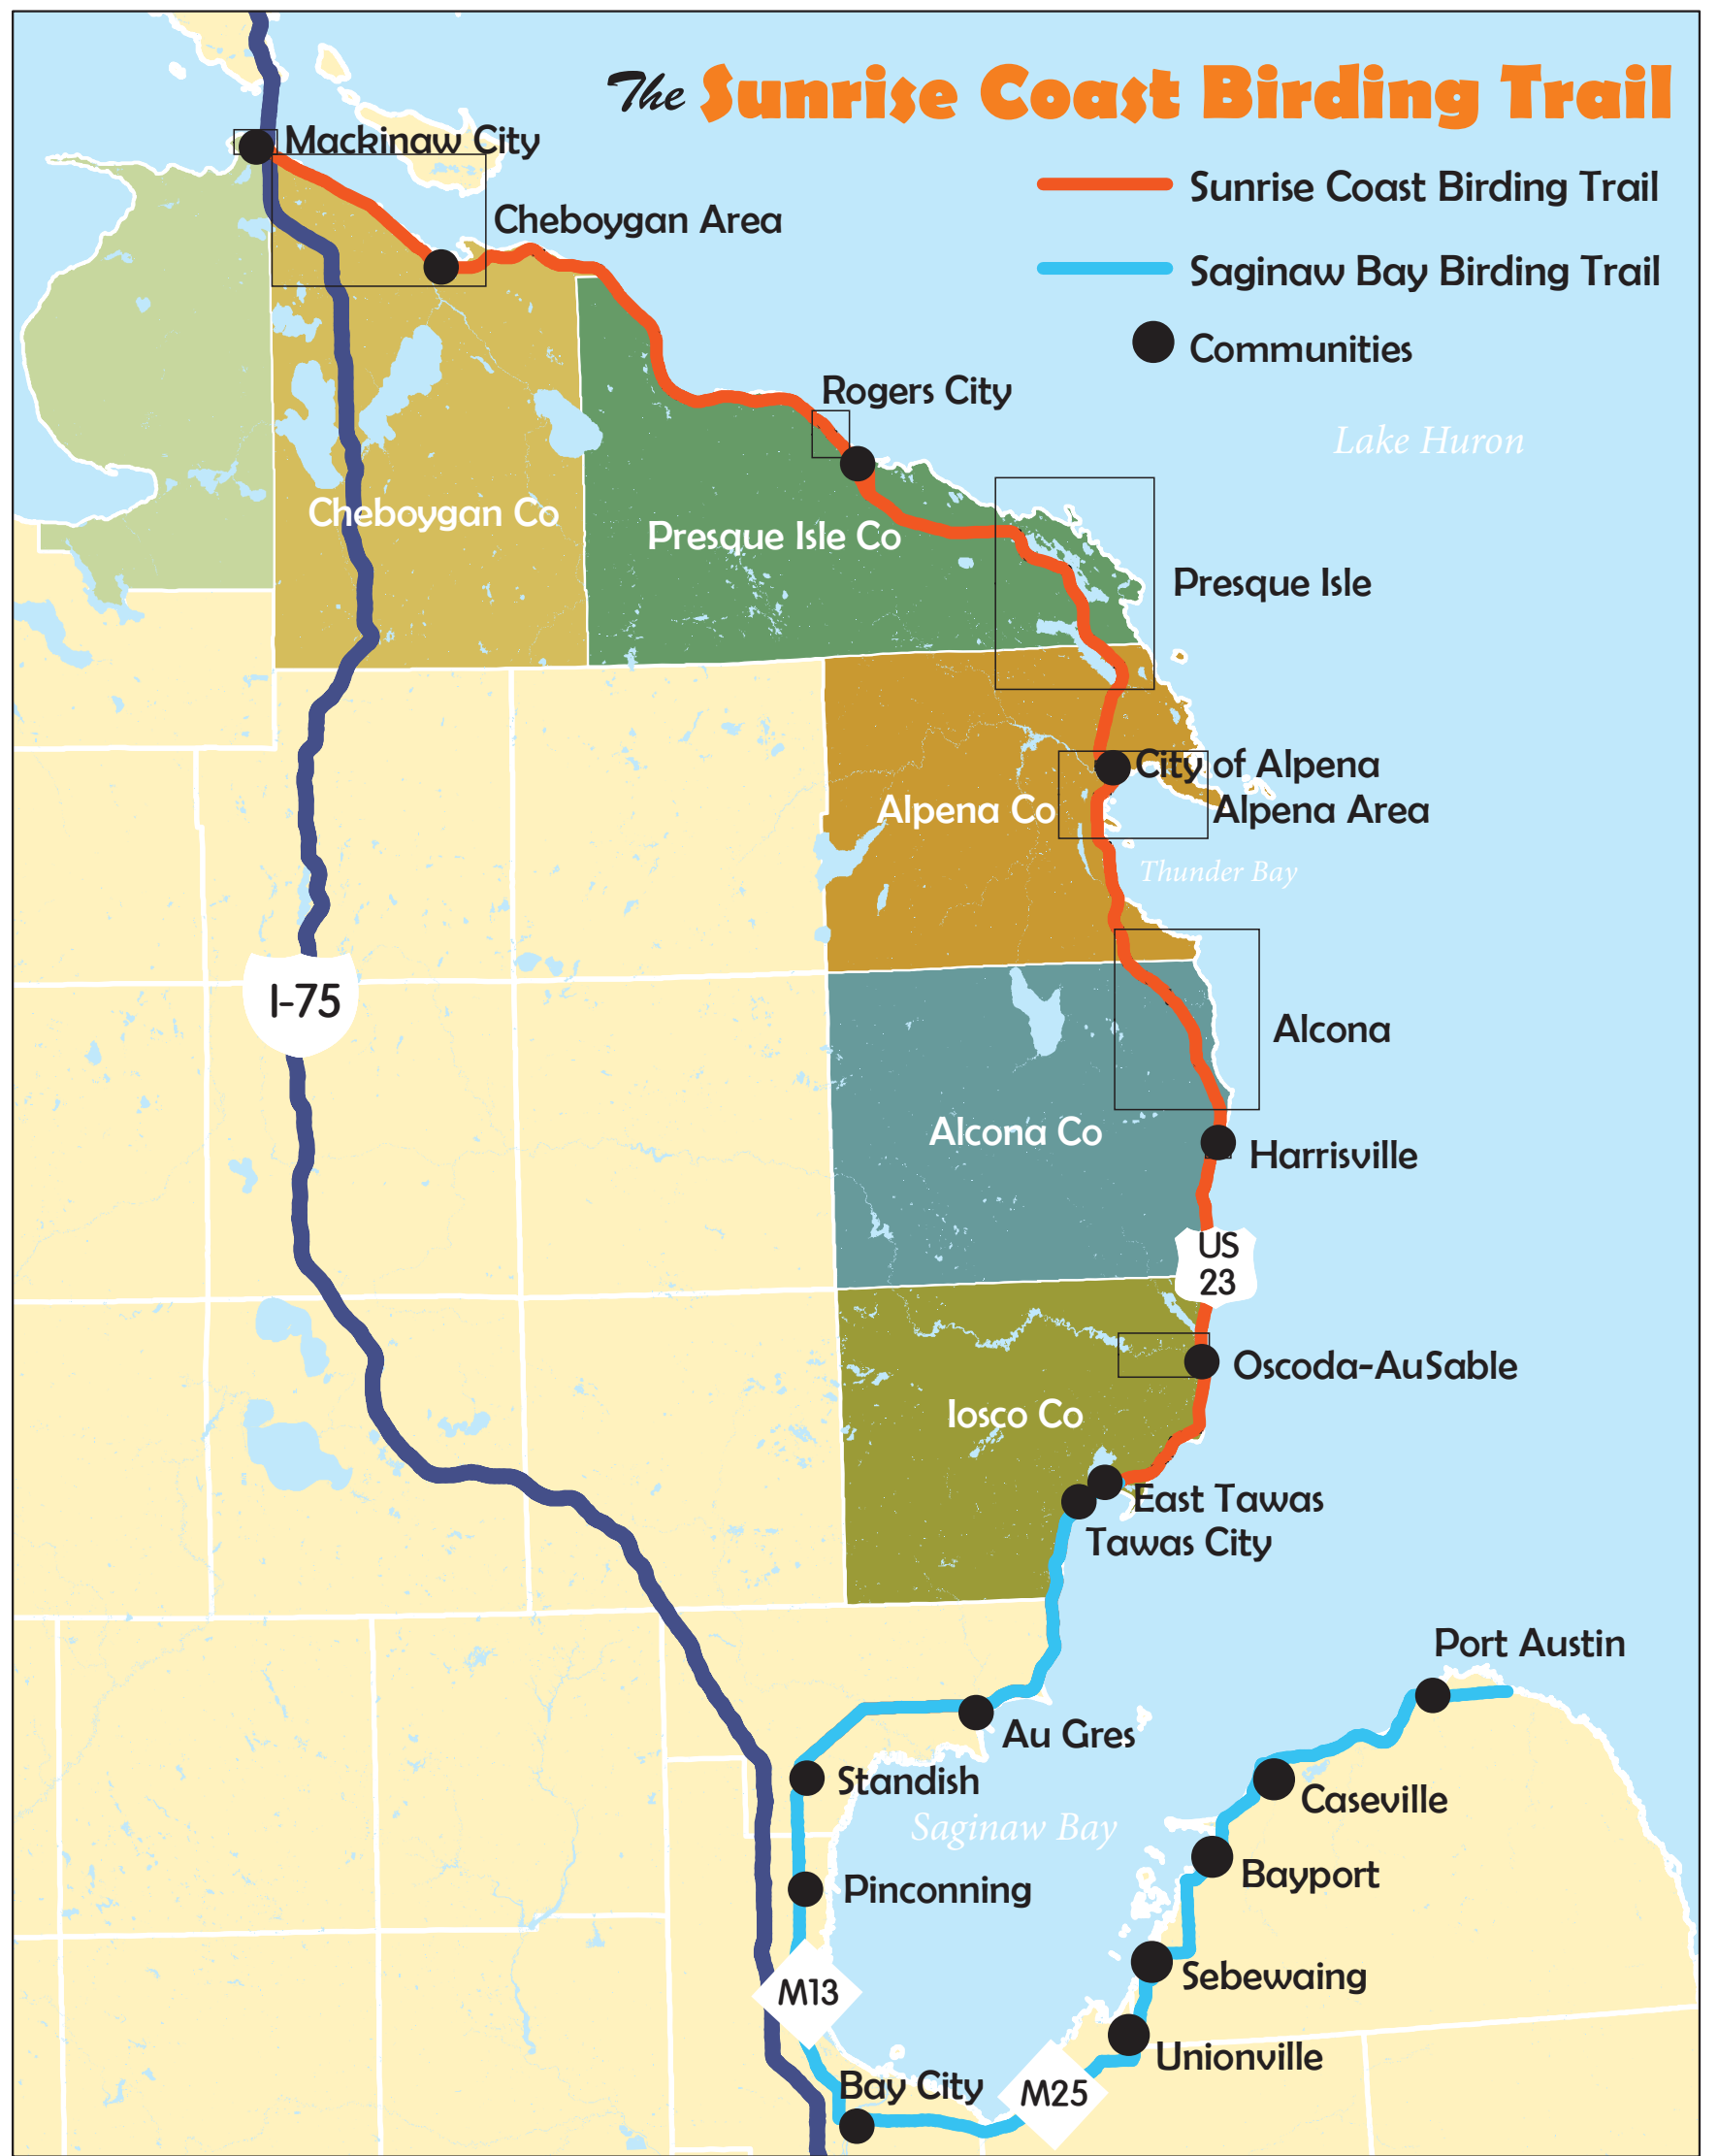 The Sunrise Coast Birding Trail
Mackinaw City
Sunrise Coast Birding Trail
Cheboygan Area
Saginaw Bay Birding Trail
Communities
Rogers City
Lake Huron
Cheboygan Co
Presque Isle Co
Presque Isle
City of Alpena
Alpena Co
Alpena Area
Thunder Bay
I-75
Alcona
Alcona Co
Harrisville
US
23
Oscoda-AuSable
Iosco Co
East Tawas
Tawas City
Port Austin
Au Gres
Standish
Caseville
Saginaw Bay
Bayport
Pinconning
Sebewaing
M13
Unionville
Bay City
M25